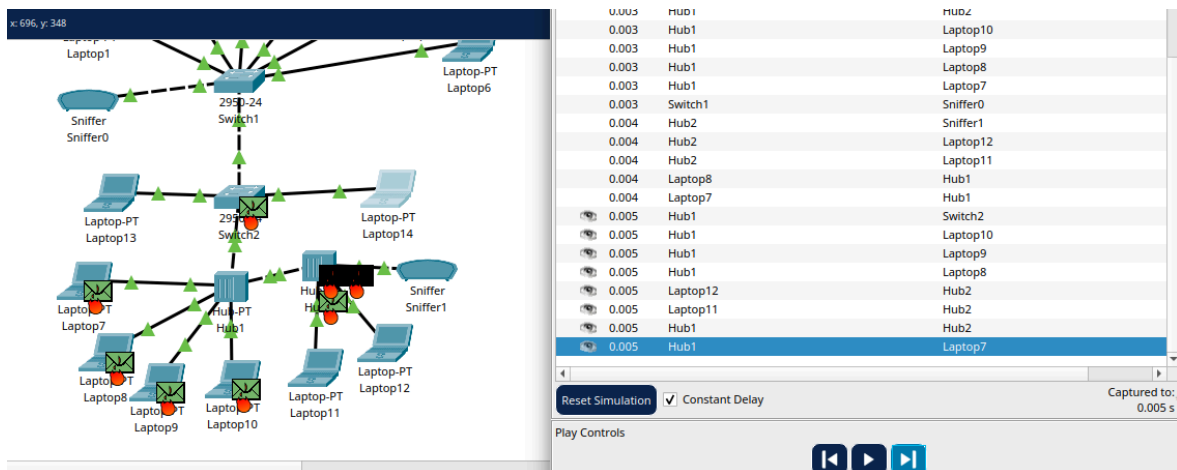 x: 696, y: 348
Laptop1
Laptop-PT
Laptop6
2950-24
Switch1
Sniffer
Sniffer0
Laptop-PT
Laptop13
Switch2
Laptop-PT
Laptop14
Laptop7
Hub-PT
Hub1
Sniffer
Sniffer1
Laptop8
Laptop9
Laptop10
Laptop-PT
Laptop11
Laptop-PT
Laptop12
0.003 Hub1 Hub2
0.003 Hub1 Laptop10
0.003 Hub1 Laptop9
0.003 Hub1 Laptop8
0.003 Hub1 Laptop7
0.003 Switch1 Sniffer0
0.004 Hub2 Sniffer1
0.004 Hub2 Laptop12
0.004 Hub2 Laptop11
0.004 Laptop8 Hub1
0.004 Laptop7 Hub1
0.005 Hub1 Switch2
0.005 Hub1 Laptop10
0.005 Hub1 Laptop9
0.005 Hub1 Laptop8
0.005 Laptop12 Hub2
0.005 Laptop11 Hub2
0.005 Hub1 Hub2
0.005 Hub1 Laptop7
Reset Simulation
Constant Delay
Captured to:
0.005 s
Play Controls